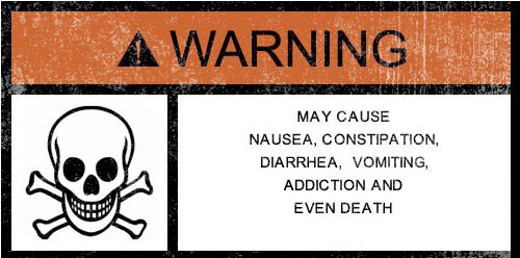 WARNING
MAY CAUSE
NAUSEA, CONSTIPATION,
DIARRHEA, VOMITING,
ADDICTION AND
EVEN DEATH